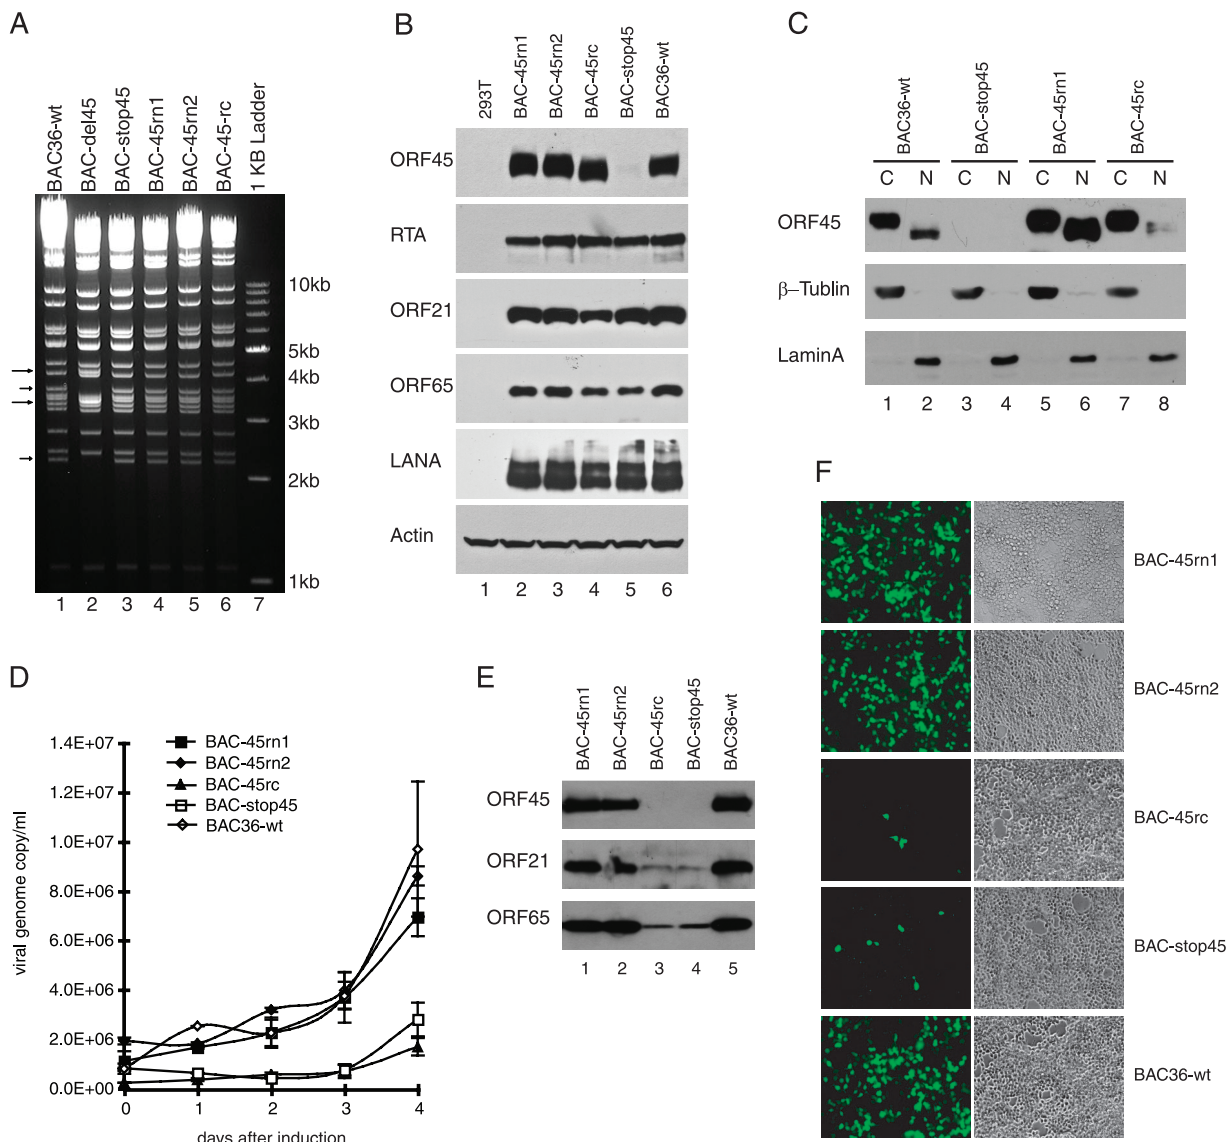 A
BAC36-wt
BAC-del45
BAC-stop45
BAC-45rn1
BAC-45rn2
BAC-45-rc
1 KB Ladder
10kb
5kb
4kb
3kb
2kb
1kb
1 2 3 4 5 6 7
B
293T
BAC-45rn1
BAC-45rn2
BAC-45rc
BAC-stop45
BAC36-wt
ORF45
RTA
ORF21
ORF65
LANA
Actin
1 2 3 4 5 6
C
BAC36-wt
BAC-stop45
BAC-45rn1
BAC-45rc
C N C N C N C N
ORF45
β-Tublin
LaminA
1 2 3 4 5 6 7 8
D
viral genome copy/ml
1.4E+07
1.2E+07
1.0E+07
8.0E+06
6.0E+06
4.0E+06
2.0E+06
0.0E+00
BAC-45rn1
BAC-45rn2
BAC-45rc
BAC-stop45
BAC36-wt
0 1 2 3 4
days after induction
E
BAC-45rn1
BAC-45rn2
BAC-45rc
BAC-stop45
BAC36-wt
ORF45
ORF21
ORF65
1 2 3 4 5
F
BAC-45rn1
BAC-45rn2
BAC-45rc
BAC-stop45
BAC36-wt